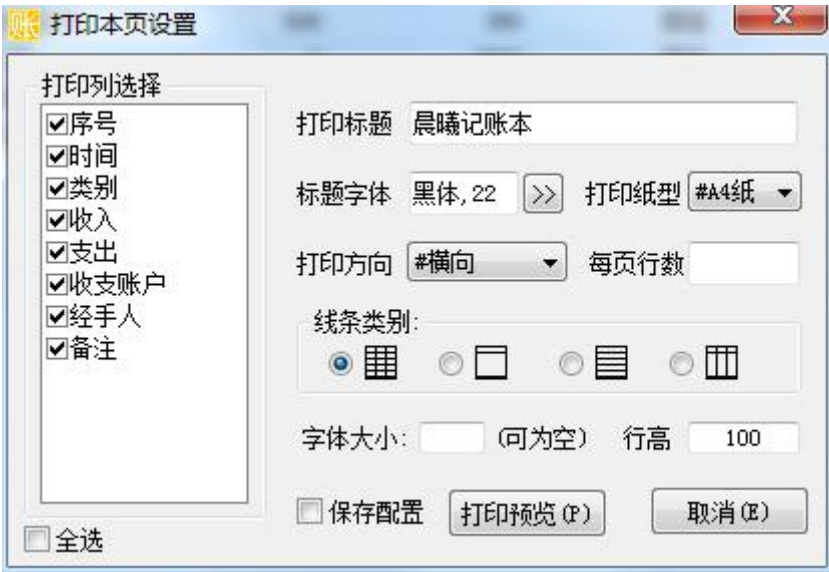 账 打印本页设置
打印列选择
序号
时间
类别
收入
支出
收支账户
经手人
备注
全选
打印标题 晨曦记账本
标题字体 黑体,22 >> 打印纸型 #A4纸
打印方向 #横向 每页行数
线条类别:
字体大小: (可为空) 行高 100
保存配置 打印预览(P) 取消(E)